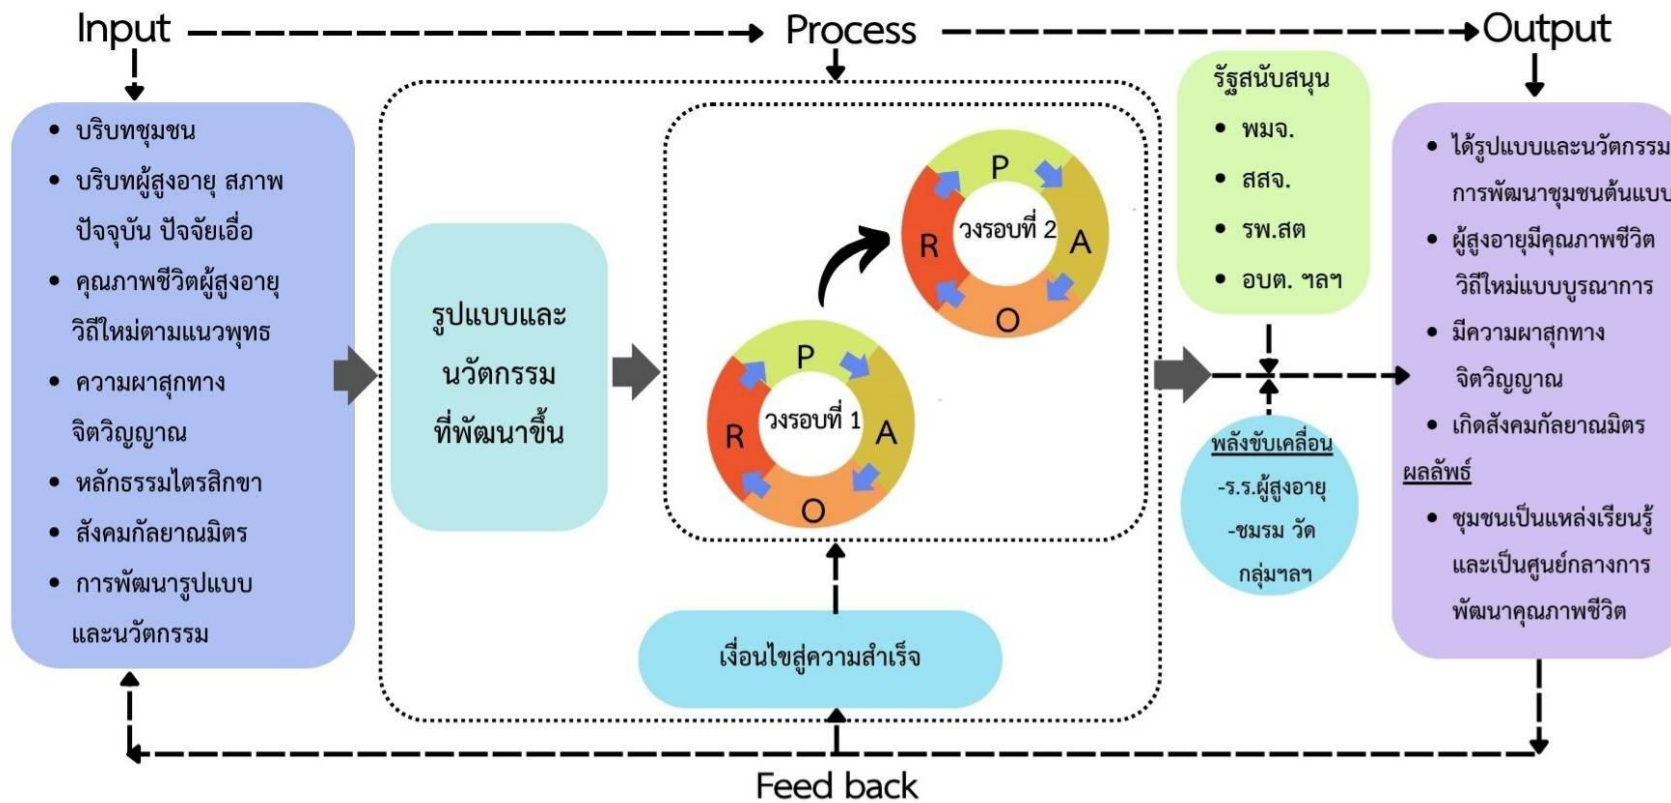 Input
Process
Output
• บริบทชุมชน
• บริบทผู้สูงอายุ สภาพ
ปัจจุบัน ปัจจัยเอื่อ
• คุณภาพชีวิตผู้สูงอายุ
วิถีใหม่ตามแนวพุทธ
• ความผาสุกทาง
จิตวิญญาณ
• หลักธรรมไตรสิกขา
• สังคมกัลยาณมิตร
• การพัฒนารูปแบบ
และนวัตกรรม
รูปแบบและ
นวัตกรรม
ที่พัฒนาขึ้น
P
A
O
R
วงรอบที่ 1
P
A
O
R
วงรอบที่ 2
เงื่อนไขสู่ความสำเร็จ
รัฐสนับสนุน
• พมจ.
• สสจ.
• รพ.สต
• อบต. ฯลฯ
พลังขับเคลื่อน
-ร.ร.ผู้สูงอายุ
-ชมรม วัด
กลุ่มฯลฯ
• ได้รูปแบบและนวัตกรรม
การพัฒนาชุมชนต้นแบบ
• ผู้สูงอายุมีคุณภาพชีวิต
วิถีใหม่แบบบูรณาการ
• มีความผาสุกทาง
จิตวิญญาณ
• เกิดสังคมกัลยาณมิตร
ผลลัพธ์
• ชุมชนเป็นแหล่งเรียนรู้
และเป็นศูนย์กลางการ
พัฒนาคุณภาพชีวิต
Feed back